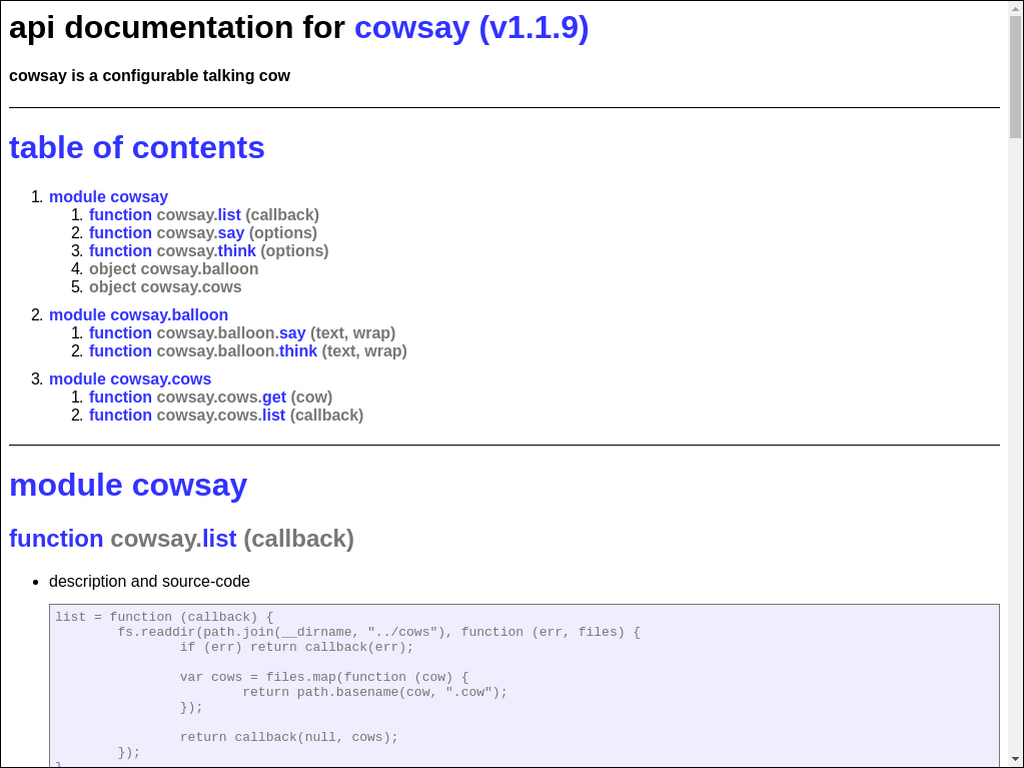 api documentation for cowsay (v1.1.9)
cowsay is a configurable talking cow
table of contents
1. module cowsay
1. function cowsay.list (callback)
2. function cowsay.say (options)
3. function cowsay.think (options)
4. object cowsay.balloon
5. object cowsay.cows
2. module cowsay.balloon
1. function cowsay.balloon.say (text, wrap)
2. function cowsay.balloon.think (text, wrap)
3. module cowsay.cows
1. function cowsay.cows.get (cow)
2. function cowsay.cows.list (callback)
module cowsay
function cowsay.list (callback)
• description and source-code
list = function (callback) {
        fs.readdir(path.join(__dirname, "../cows"), function (err, files) {
                if (err) return callback(err);
                var cows = files.map(function (cow) {
                        return path.basename(cow, ".cow");
                });
                return callback(null, cows);
        });
}